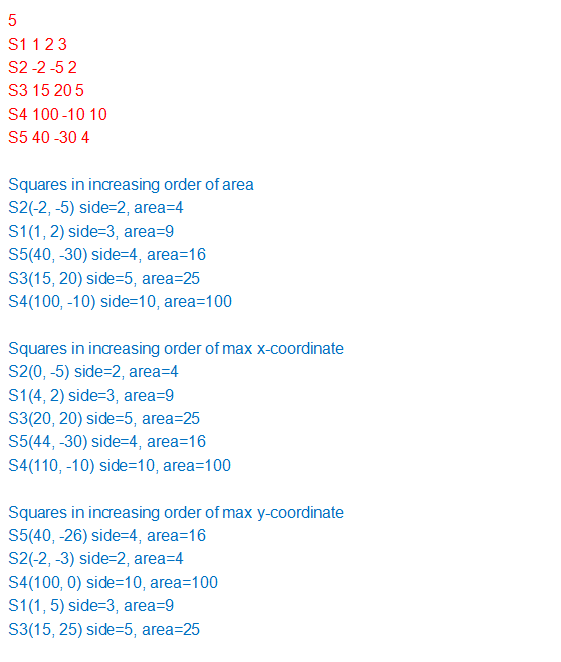 5
S1 1 2 3
S2 -2 -5 2
S3 15 20 5
S4 100 -10 10
S5 40 -30 4
Squares in increasing order of area
S2(-2, -5) side=2, area=4
S1(1, 2) side=3, area=9
S5(40, -30) side=4, area=16
S3(15, 20) side=5, area=25
S4(100, -10) side=10, area=100
Squares in increasing order of max x-coordinate
S2(0, -5) side=2, area=4
S1(4, 2) side=3, area=9
S3(20, 20) side=5, area=25
S5(44, -30) side=4, area=16
S4(110, -10) side=10, area=100
Squares in increasing order of max y-coordinate
S5(40, -26) side=4, area=16
S2(-2, -3) side=2, area=4
S4(100, 0) side=10, area=100
S1(1, 5) side=3, area=9
S3(15, 25) side=5, area=25